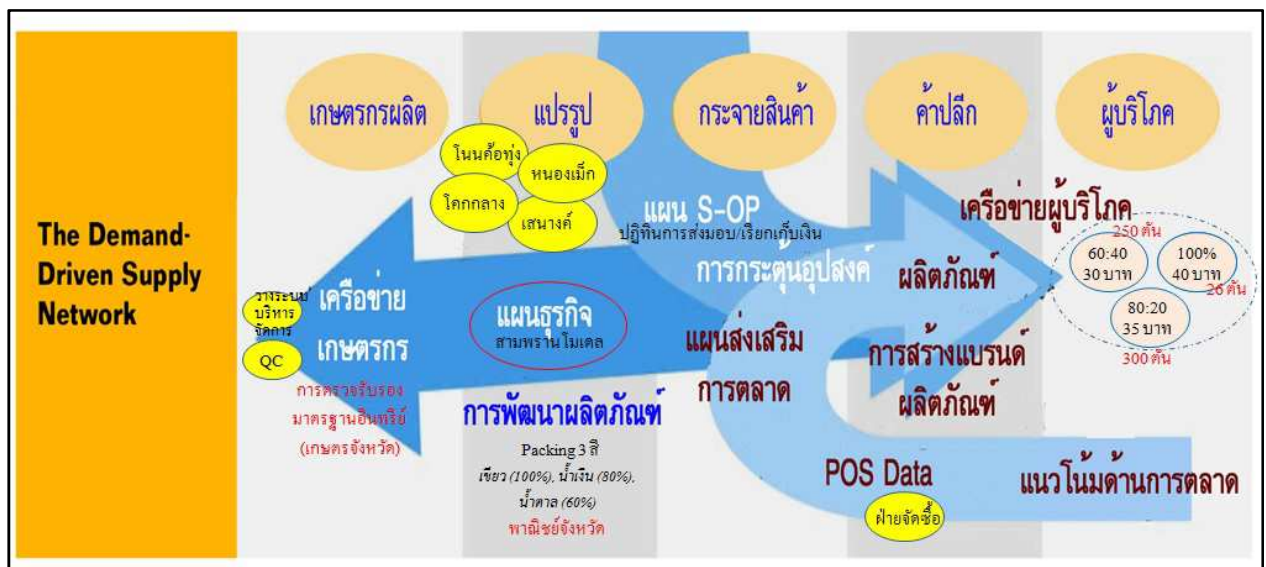 The Demand-
Driven Supply
Network
เกษตรกรผลิต
แปรรูป
กระจายสินค้า
ค้าปลีก
ผู้บริโภค
โนนค้อทุ่ง
หนองเม็ก
โคกกลาง
เสนางค์
แผน S-OP
ปฏิทินการส่งมอบ/เรียกเก็บเงิน
การกระตุ้นอุปสงค์
เครือข่ายผู้บริโภค
250 ตัน
60:40
30 บาท
100%
40 บาท
26 ตัน
80:20
35 บาท
300 ตัน
ผลิตภัณฑ์
วางระบบ
บริหาร
จัดการ
QC
เครือข่าย
เกษตรกร
การตรวจรับรอง
มาตรฐานอินทรีย์
(เกษตรจังหวัด)
แผนธุรกิจ
สามพรานโมเดล
การพัฒนาผลิตภัณฑ์
Packing 3 สี
เขียว (100%), น้ำเงิน (80%),
น้ำตาล (60%)
พาณิชย์จังหวัด
แผนส่งเสริม
การตลาด
การสร้างแบรนด์
ผลิตภัณฑ์
POS Data
ฝ่ายจัดซื้อ
แนวโน้มด้านการตลาด